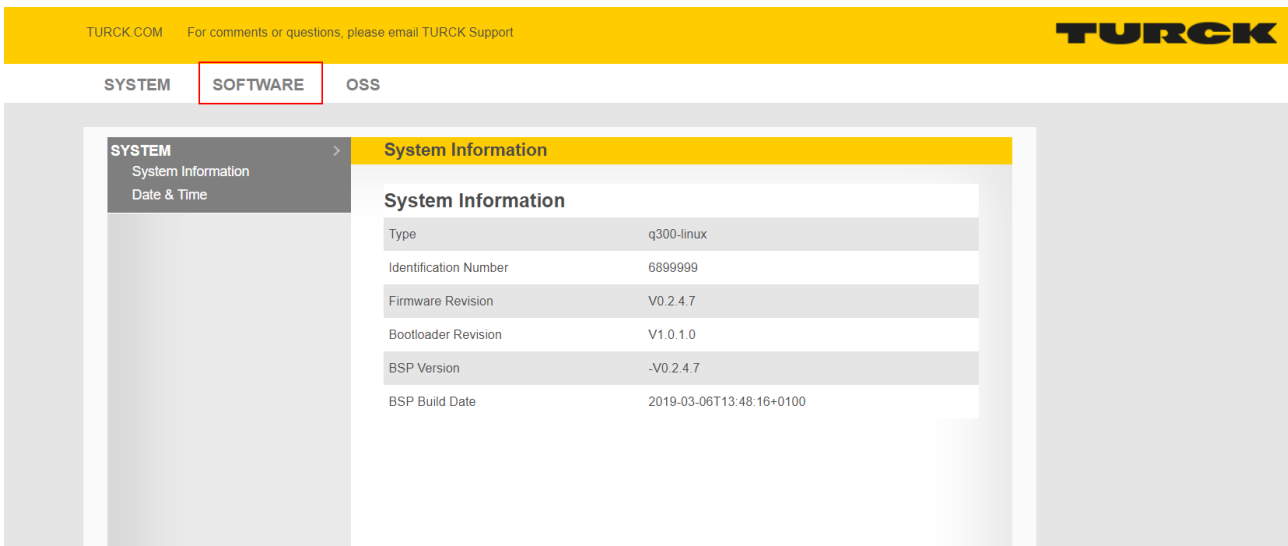 TURCK.COM For comments or questions, please email TURCK Support
TURCK
SYSTEM SOFTWARE OSS
SYSTEM >
System Information
Date & Time
System Information
System Information
Type q300-linux
Identification Number 6899999
Firmware Revision V0.2.4.7
Bootloader Revision V1.0.1.0
BSP Version -V0.2.4.7
BSP Build Date 2019-03-06T13:48:16+0100